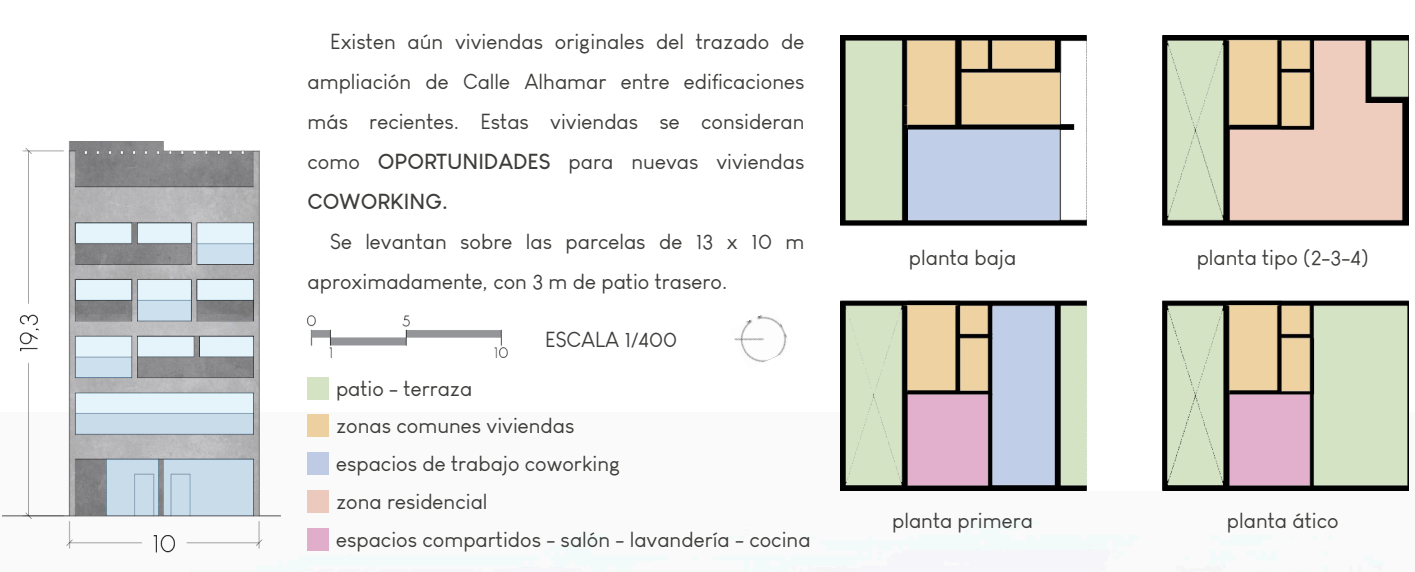 Existen aún viviendas originales del trazado de
ampliación de Calle Alhamar entre edificaciones
más recientes. Estas viviendas se consideran
como OPORTUNIDADES para nuevas viviendas
COWORKING.
Se levantan sobre las parcelas de 13 x 10 m
aproximadamente, con 3 m de patio trasero.
0
5
1
10
ESCALA 1/400
patio - terraza
zonas comunes viviendas
espacios de trabajo coworking
zona residencial
espacios compartidos - salón - lavandería - cocina
19,3
10
planta baja
planta tipo (2-3-4)
planta primera
planta ático